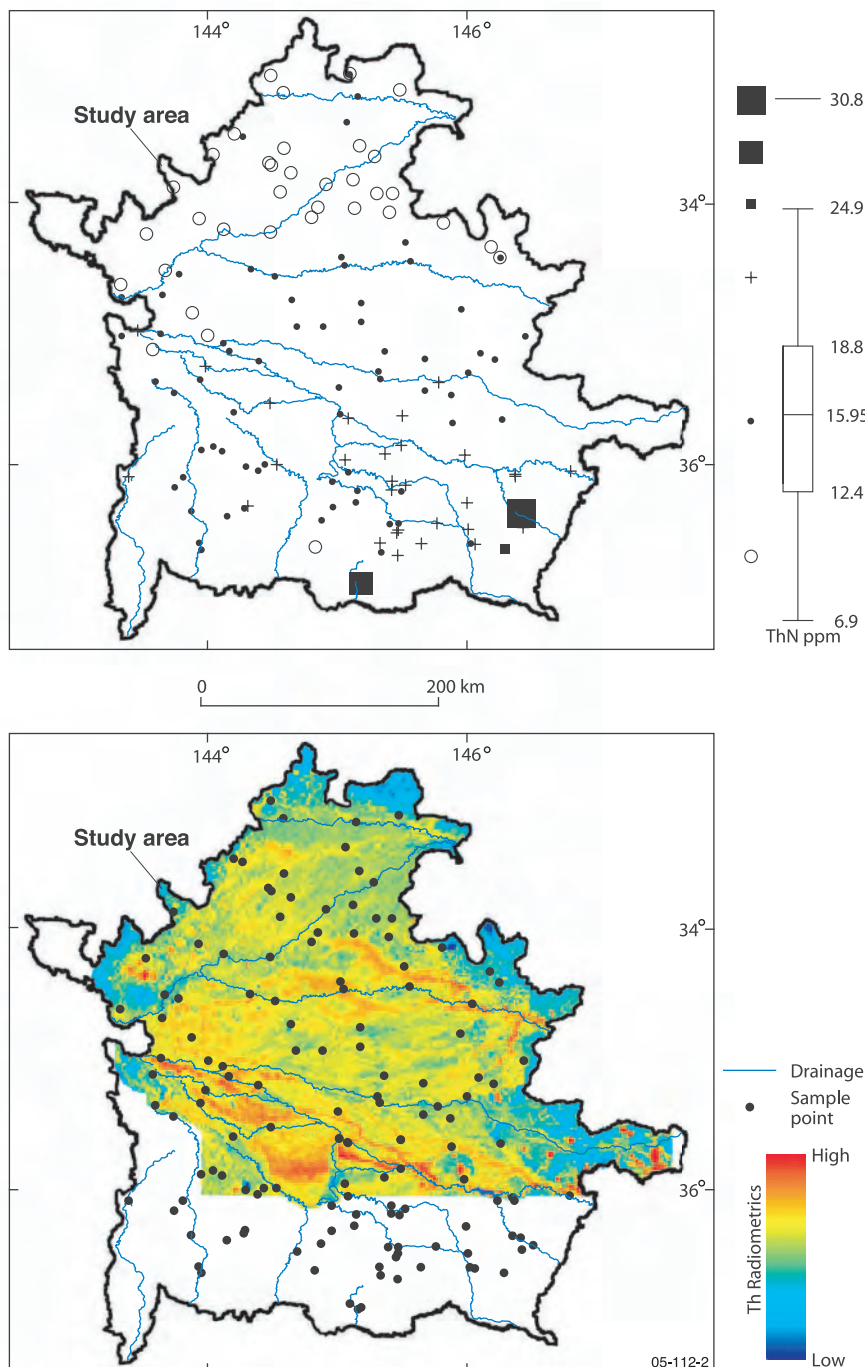 144° 146°
Study area
34°
36°
30.8
24.9
18.8
15.95
12.4
6.9
ThN ppm
0 200 km
144° 146°
Study area
34°
36°
Drainage
Sample
point
High
Th Radiometrics
Low
05-112-2